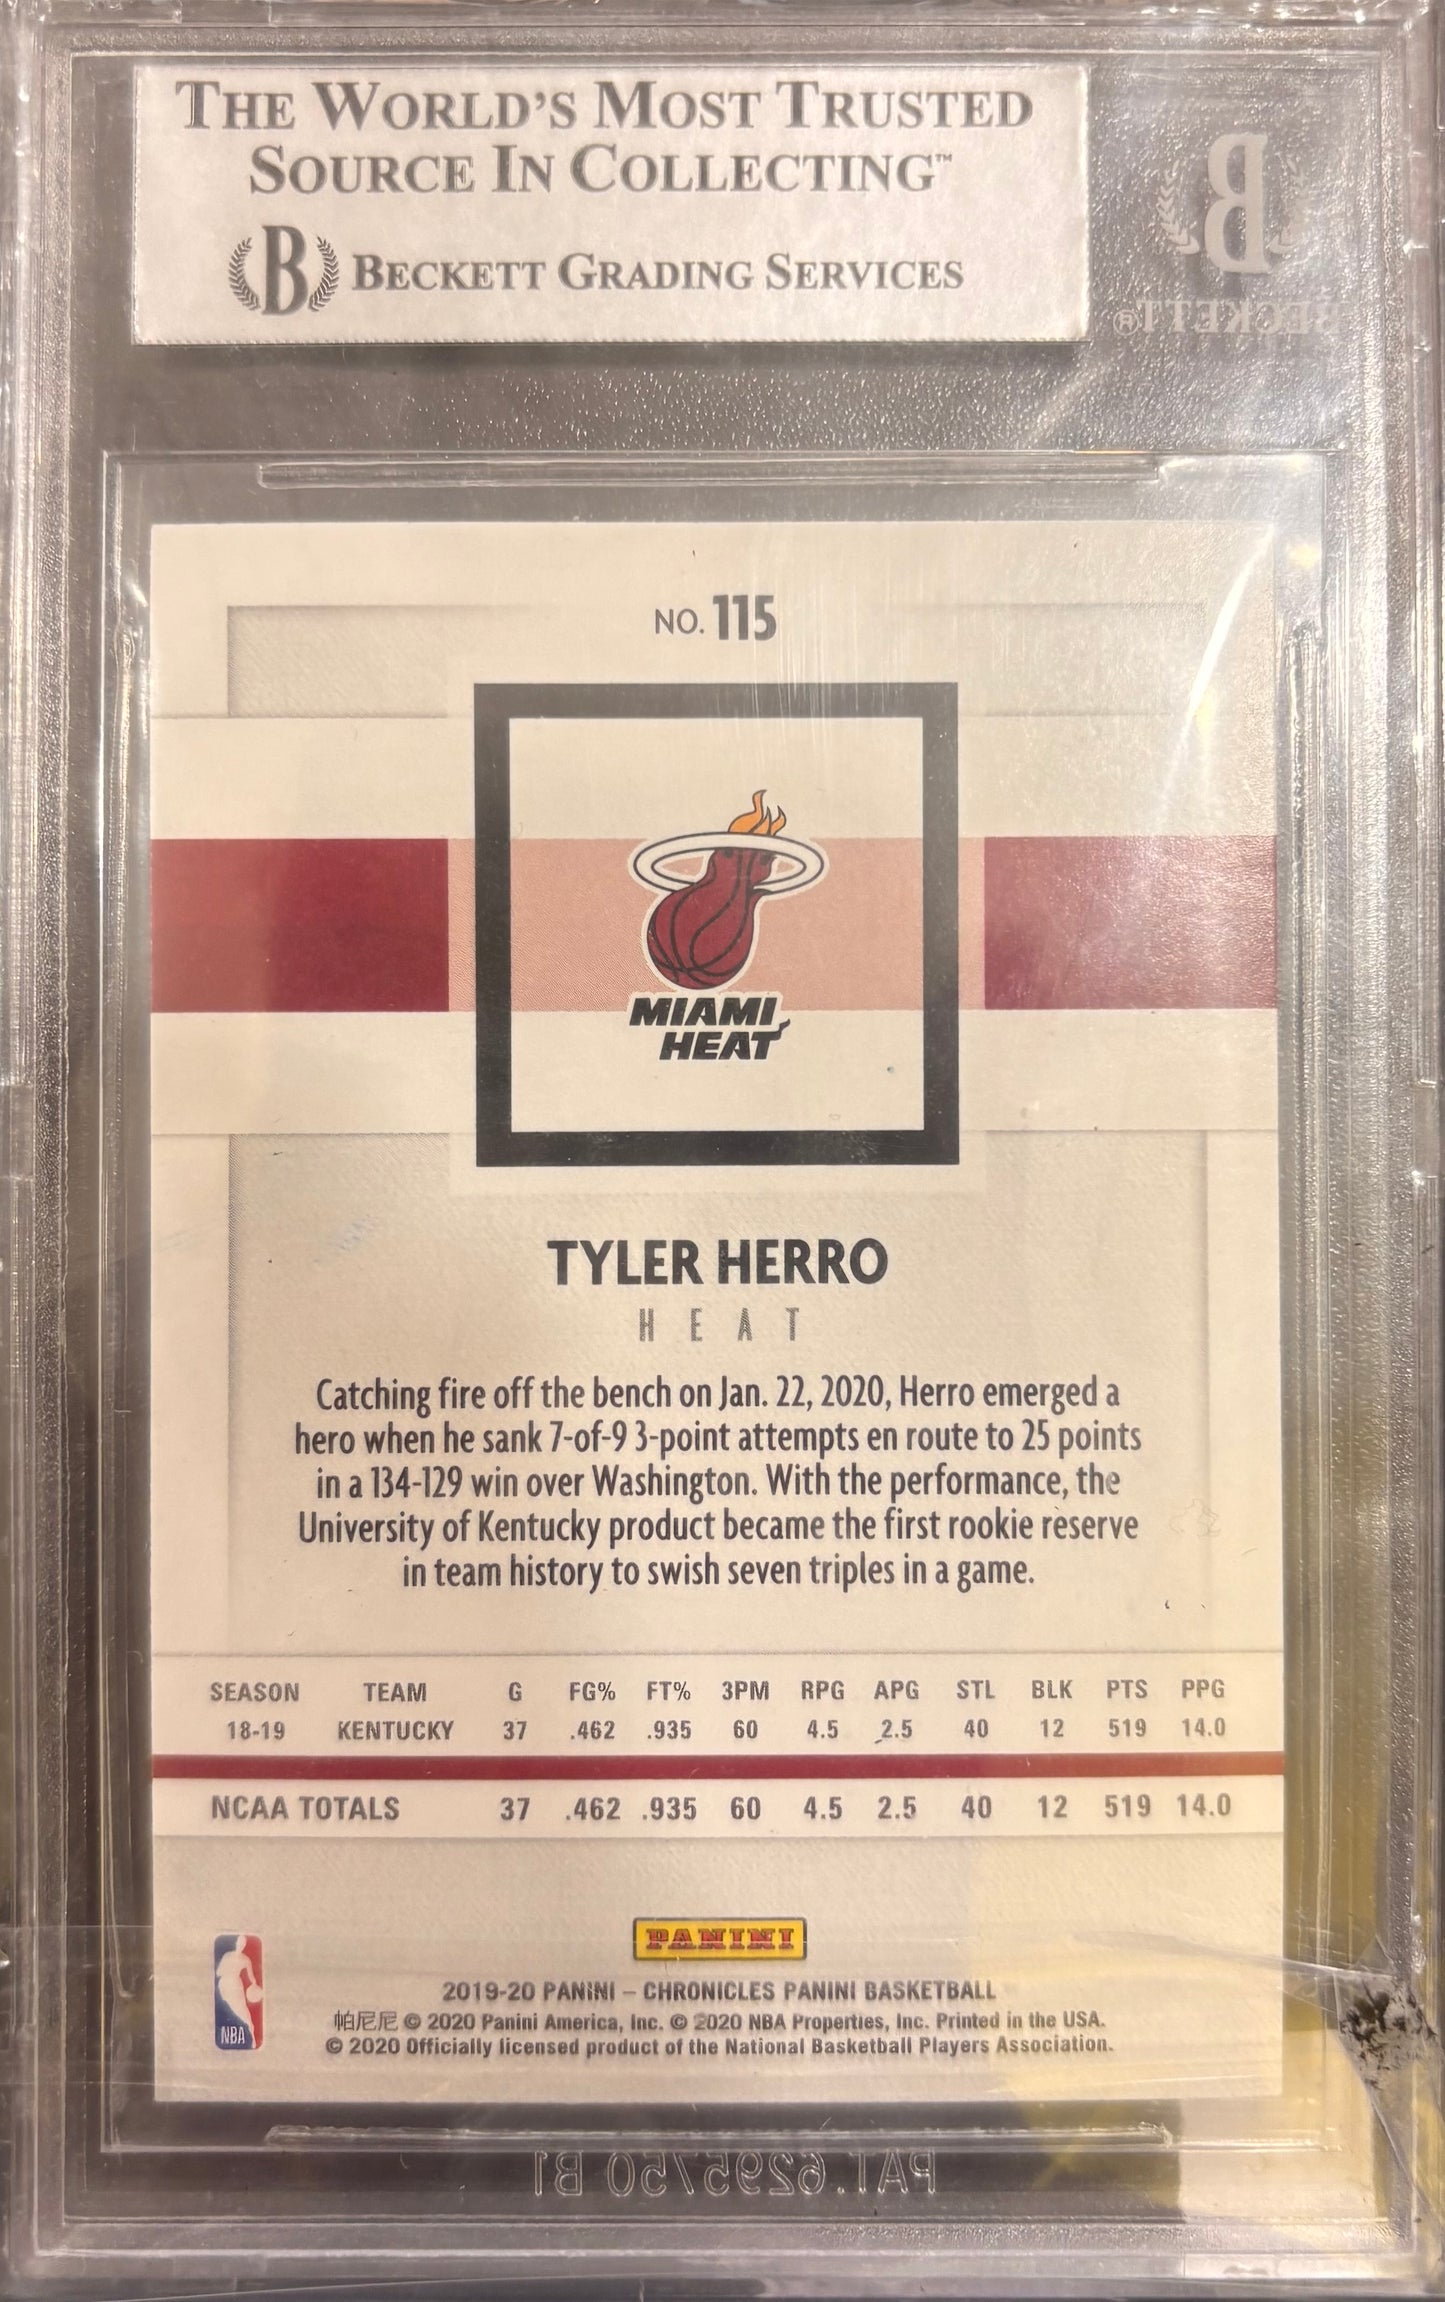 THE WORLD'S MOST TRUSTED
SOURCE IN COLLECTING™
B BECKETT GRADING SERVICES
B
BECKETT®
NO. 115
MIAMI
HEAT
TYLER HERRO
HEAT
Catching fire off the bench on Jan. 22, 2020, Herro emerged a
hero when he sank 7-of-9 3-point attempts en route to 25 points
in a 134-129 win over Washington. With the performance, the
University of Kentucky product became the first rookie reserve
in team history to swish seven triples in a game.
SEASON TEAM G FG% FT% 3PM RPG APG STL BLK PTS PPG
18-19 KENTUCKY 37 .462 .935 60 4.5 2.5 40 12 519 14.0
NCAA TOTALS 37 .462 .935 60 4.5 2.5 40 12 519 14.0
PANINI
NBA
2019-20 PANINI – CHRONICLES PANINI BASKETBALL
帕尼尼 © 2020 Panini America, Inc. © 2020 NBA Properties, Inc. Printed in the USA.
© 2020 Officially licensed product of the National Basketball Players Association.
PAT.6295750 B1